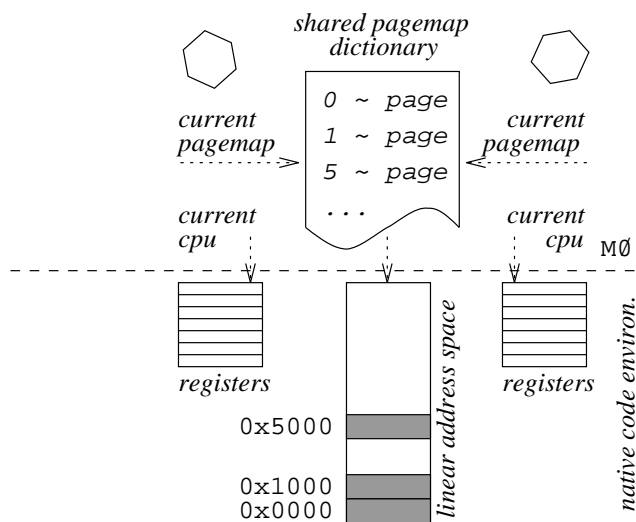 shared pagemap
dictionary
0 ~ page
1 ~ page
5 ~ page
...
current
pagemap
current
pagemap
current
cpu
current
cpu
MØ
registers
linear address space
registers
native code environ.
0x5000
0x1000
0x0000